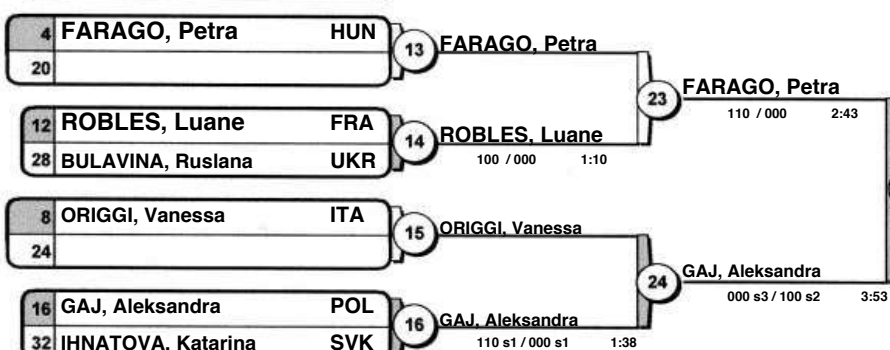 4 FARAGO, Petra HUN
20
13 FARAGO, Petra
12 ROBLES, Luane FRA
28 BULAVINA, Ruslana UKR
14 ROBLES, Luane
100 / 000 1:10
23 FARAGO, Petra
110 / 000 2:43
8 ORIGGI, Vanessa ITA
24
15 ORIGGI, Vanessa
16 GAJ, Aleksandra POL
32 IHNATOVA, Katarina SVK
16 GAJ, Aleksandra
110 s1 / 000 s1 1:38
24 GAJ, Aleksandra
000 s3 / 100 s2 3:53